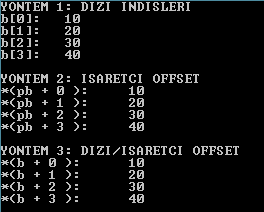 YONTEM 1: DIZI INDISLERI
b[0]: 10
b[1]: 20
b[2]: 30
b[3]: 40
YONTEM 2: ISARETCI OFFSET
*(pb + 0 ): 10
*(pb + 1 ): 20
*(pb + 2 ): 30
*(pb + 3 ): 40
YONTEM 3: DIZI/ISARETCI OFFSET
*(b + 0 ): 10
*(b + 1 ): 20
*(b + 2 ): 30
*(b + 3 ): 40